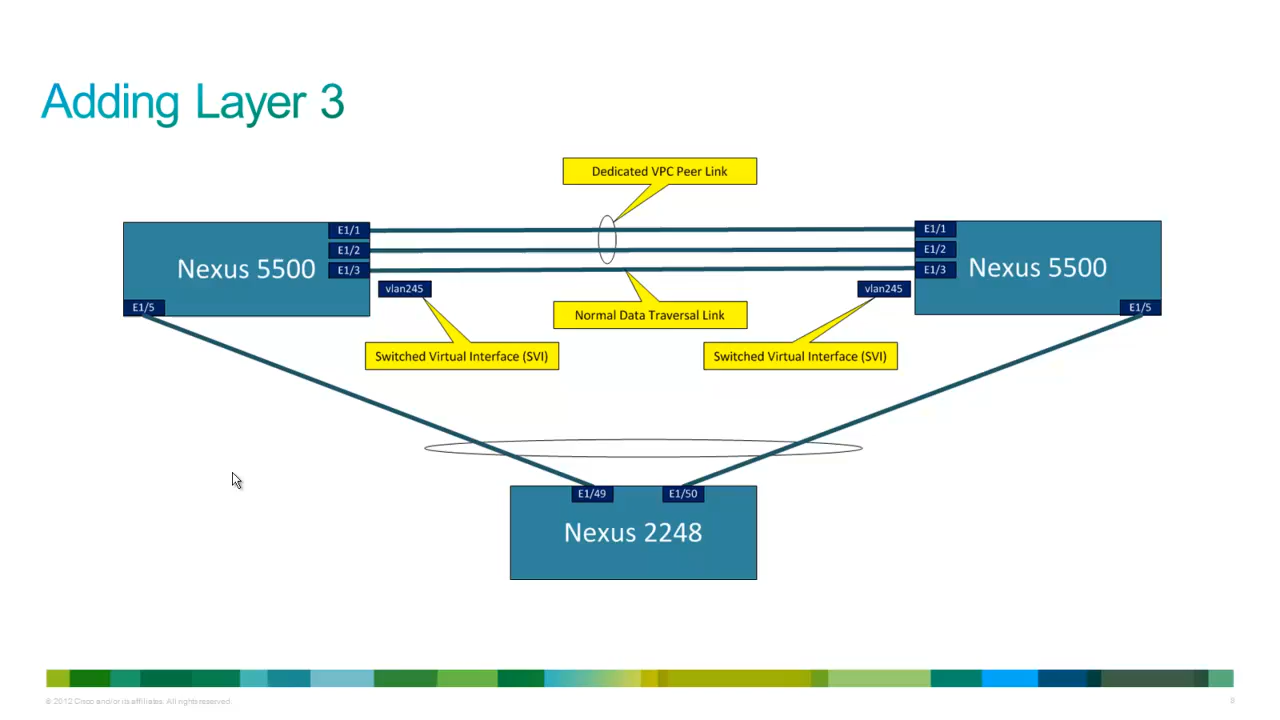 Adding Layer 3
Dedicated VPC Peer Link
E1/1
E1/2
E1/3
Nexus 5500
E1/5
E1/1
E1/2
E1/3
Nexus 5500
E1/5
vlan245
vlan245
Normal Data Traversal Link
Switched Virtual Interface (SVI)
Switched Virtual Interface (SVI)
E1/49
E1/50
Nexus 2248
© 2012 Cisco and/or its affiliates. All rights reserved.
8